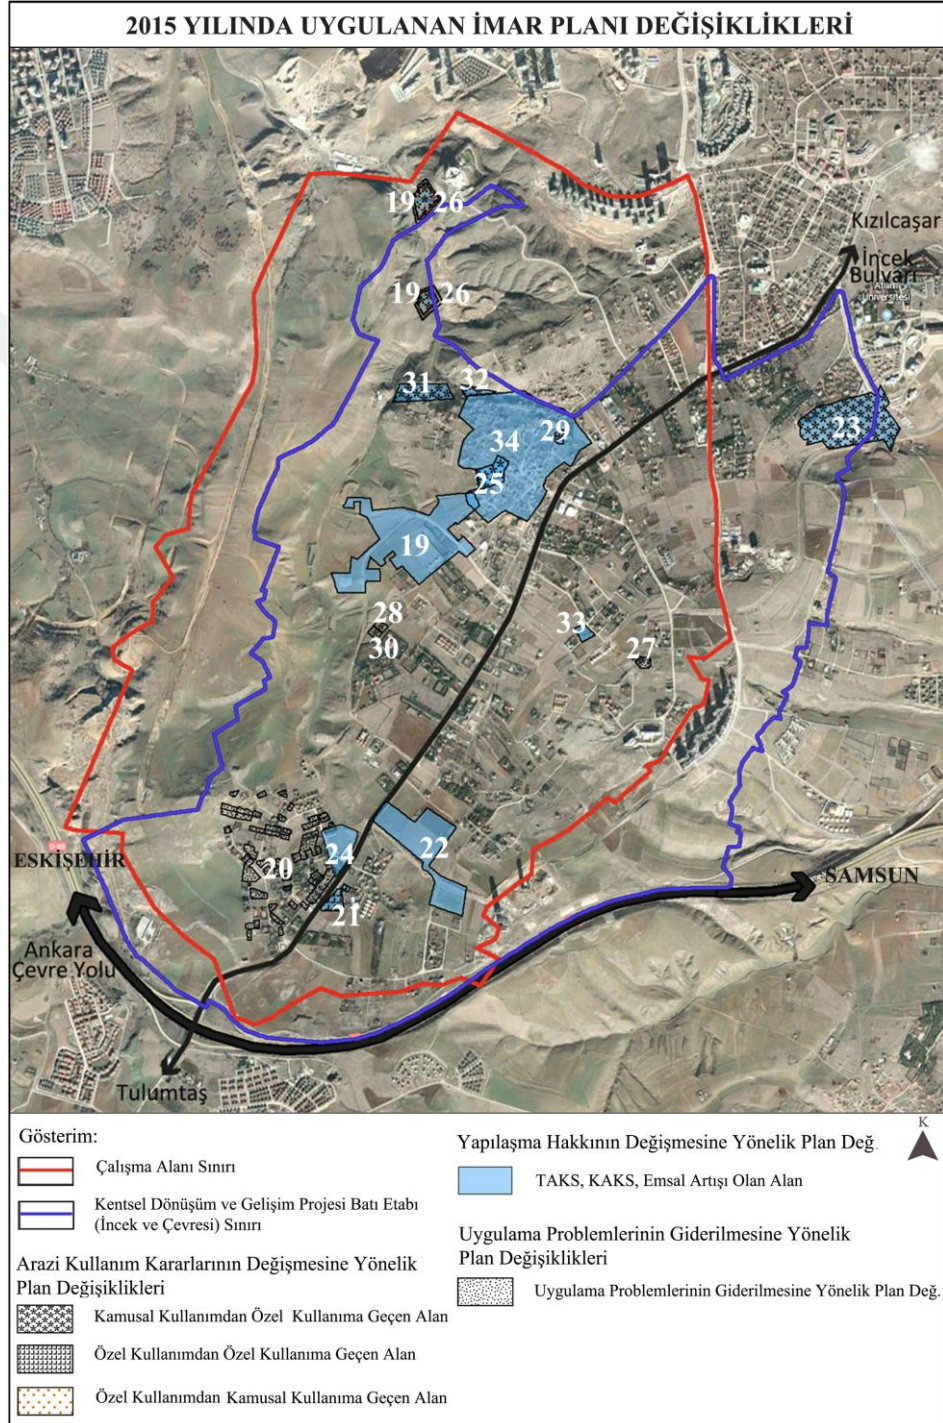 2015 YILINDA UYGULANAN İMAR PLANI DEĞİŞİKLİKLERİ
19 26
Kızılcaşar
İncek
Bulvarı
Atılım
Üniversitesi
19 26
31 32
34 29
23
25
19
28
30
33
27
ESKİŞEHİR
SAMSUN
20
24
22
21
Ankara
Çevre Yolu
Tulumtaş
Gösterim:
Çalışma Alanı Sınırı
Kentsel Dönüşüm ve Gelişim Projesi Batı Etabı
(İncek ve Çevresi) Sınırı
Arazi Kullanım Kararlarının Değişmesine Yönelik
Plan Değişiklikleri
Kamusal Kullanımdan Özel Kullanıma Geçen Alan
Özel Kullanımdan Özel Kullanıma Geçen Alan
Özel Kullanımdan Kamusal Kullanıma Geçen Alan
Yapılaşma Hakkının Değişmesine Yönelik Plan Değ.
K
TAKS, KAKS, Emsal Artışı Olan Alan
Uygulama Problemlerinin Giderilmesine Yönelik
Plan Değişiklikleri
Uygulama Problemlerinin Giderilmesine Yönelik Plan Değ.